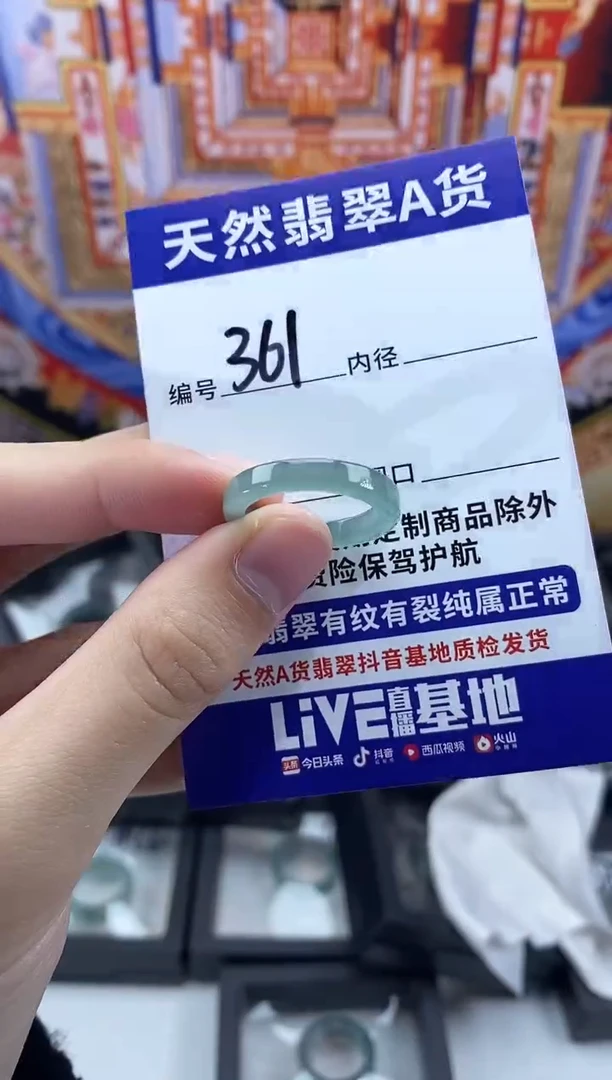 天然翡翠A货
编号 361 内径
口
定制商品除外
险保驾护航
翡翠有纹有裂纯属正常
天然A货翡翠抖音基地质检发货
LiVE直播基地
头条 今日头条 抖音 西瓜视频 火山